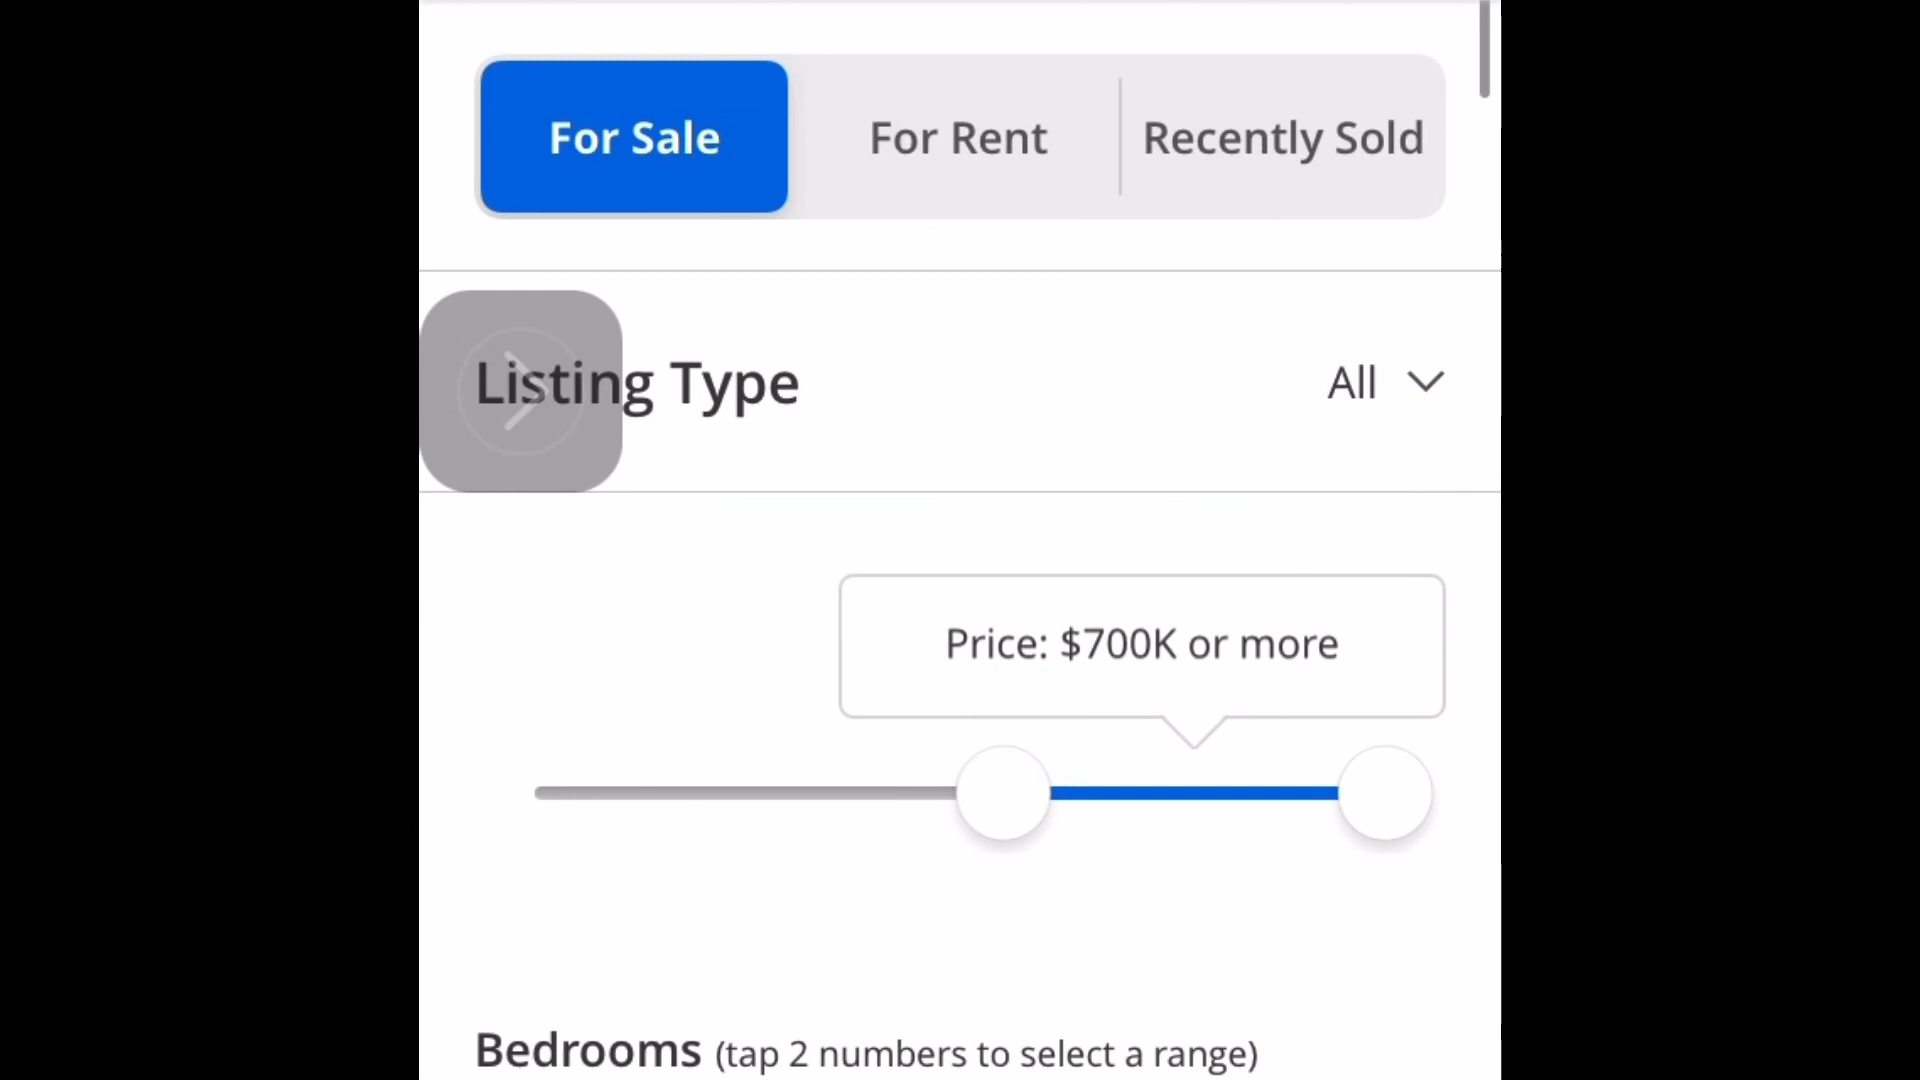 For Sale For Rent Recently Sold
Listing Type All
Price: $700K or more
Bedrooms (tap 2 numbers to select a range)